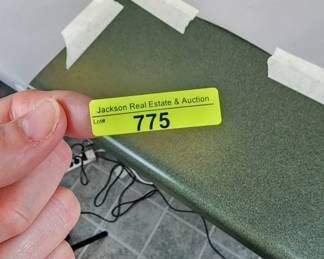 Jackson Real Estate & Auction
Lot# 775